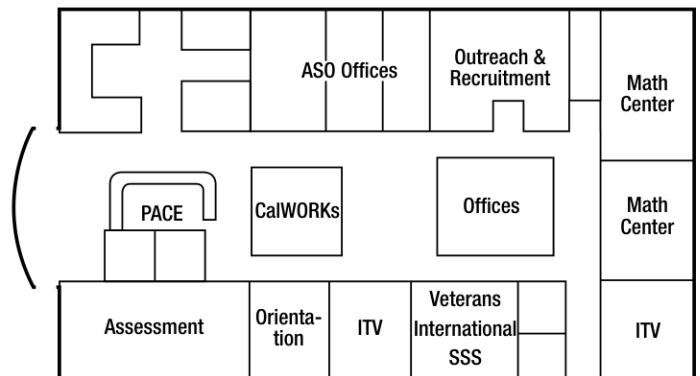 ASO Offices
Outreach &
Recruitment
Math
Center
PACE
CalWORKs
Offices
Math
Center
Assessment
Orienta-
tion
ITV
Veterans
International
SSS
ITV